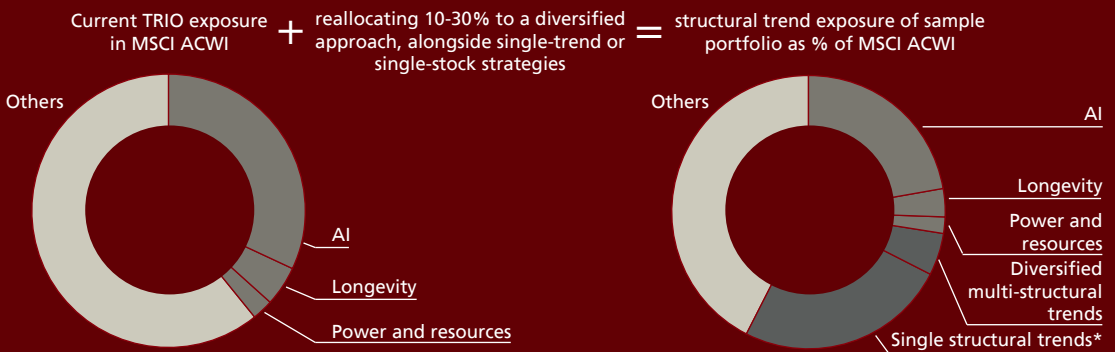 Current TRIO exposure
in MSCI ACWI
+
reallocating 10-30% to a diversified
approach, alongside single-trend or
single-stock strategies
=
structural trend exposure of sample
portfolio as % of MSCI ACWI
Others
AI
Longevity
Power and resources
Others
AI
Longevity
Power and
resources
Diversified
multi-structural
trends
Single structural trends*